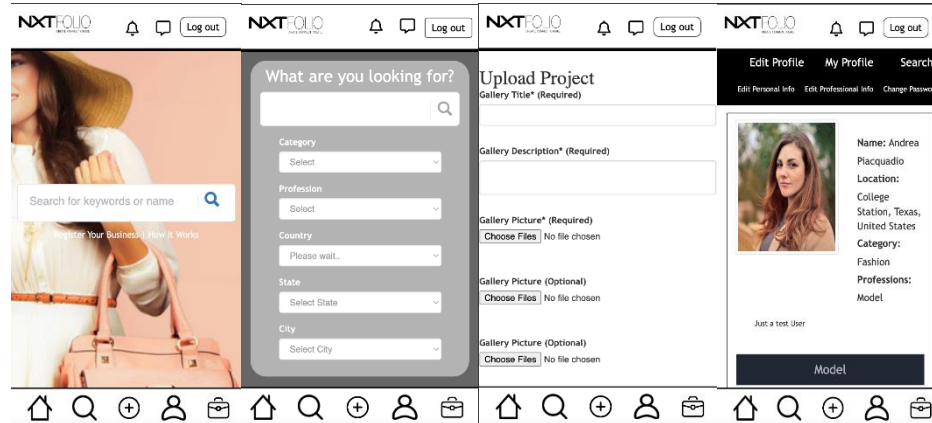 NXTFOLIO
Log out
Search for keywords or name
Register Your Business | How it Works
NXTFOLIO
Log out
What are you looking for?
Category
Select
Profession
Select
Country
Please wait..
State
Select State
City
Select City
NXTFOLIO
Log out
Upload Project
Gallery Title* (Required)
Gallery Description* (Required)
Gallery Picture* (Required)
Choose Files No file chosen
Gallery Picture (Optional)
Choose Files No file chosen
Gallery Picture (Optional)
Choose Files No file chosen
NXTFOLIO
Log out
Edit Profile My Profile Search
Edit Personal Info Edit Professional Info Change Passwo
Name: Andrea
Piacquadio
Location:
College
Station, Texas,
United States
Category:
Fashion
Professions:
Model
Just a test User
Model